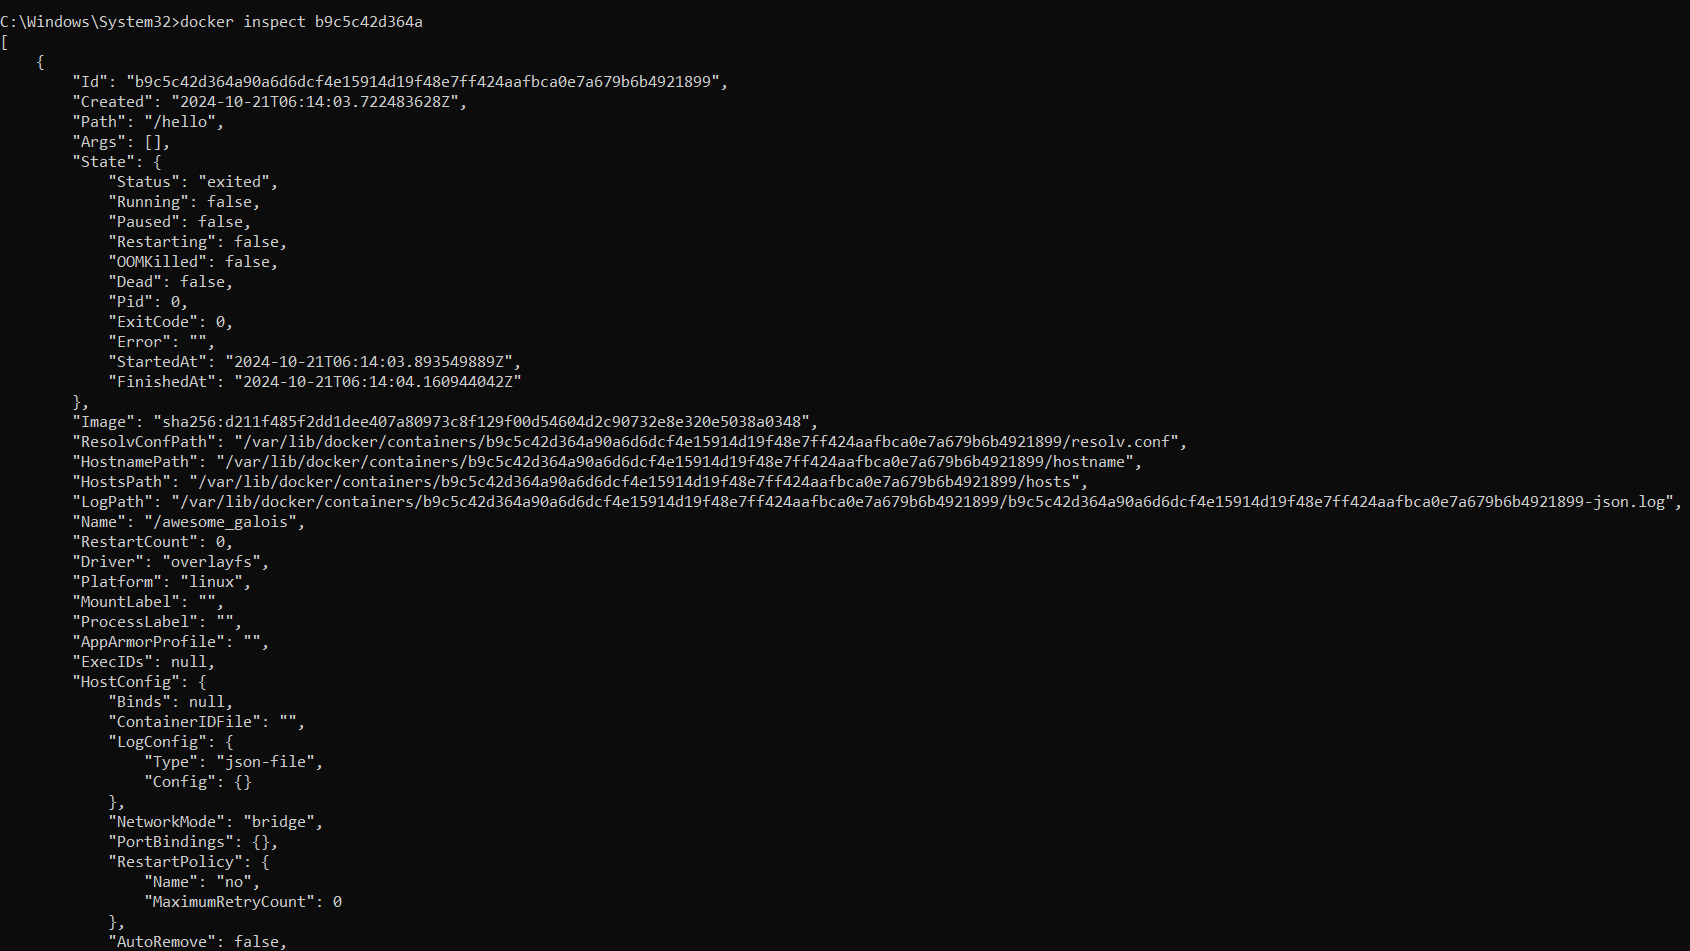 C:\Windows\System32>docker inspect b9c5c42d364a
[
    {
        "Id": "b9c5c42d364a90a6d6dcf4e15914d19f48e7ff424aafbca0e7a679b6b4921899",
        "Created": "2024-10-21T06:14:03.722483628Z",
        "Path": "/hello",
        "Args": [],
        "State": {
            "Status": "exited",
            "Running": false,
            "Paused": false,
            "Restarting": false,
            "OOMKilled": false,
            "Dead": false,
            "Pid": 0,
            "ExitCode": 0,
            "Error": "",
            "StartedAt": "2024-10-21T06:14:03.893549889Z",
            "FinishedAt": "2024-10-21T06:14:04.160944042Z"
        },
        "Image": "sha256:d211f485f2dd1dee407a80973c8f129f00d54604d2c90732e8e320e5038a0348",
        "ResolvConfPath": "/var/lib/docker/containers/b9c5c42d364a90a6d6dcf4e15914d19f48e7ff424aafbca0e7a679b6b4921899/resolv.conf",
        "HostnamePath": "/var/lib/docker/containers/b9c5c42d364a90a6d6dcf4e15914d19f48e7ff424aafbca0e7a679b6b4921899/hostname",
        "HostsPath": "/var/lib/docker/containers/b9c5c42d364a90a6d6dcf4e15914d19f48e7ff424aafbca0e7a679b6b4921899/hosts",
        "LogPath": "/var/lib/docker/containers/b9c5c42d364a90a6d6dcf4e15914d19f48e7ff424aafbca0e7a679b6b4921899/b9c5c42d364a90a6d6dcf4e15914d19f48e7ff424aafbca0e7a679b6b4921899-json.log",
        "Name": "/awesome_galois",
        "RestartCount": 0,
        "Driver": "overlayfs",
        "Platform": "linux",
        "MountLabel": "",
        "ProcessLabel": "",
        "AppArmorProfile": "",
        "ExecIDs": null,
        "HostConfig": {
            "Binds": null,
            "ContainerIDFile": "",
            "LogConfig": {
                "Type": "json-file",
                "Config": {}
            },
            "NetworkMode": "bridge",
            "PortBindings": {},
            "RestartPolicy": {
                "Name": "no",
                "MaximumRetryCount": 0
            },
            "AutoRemove": false,